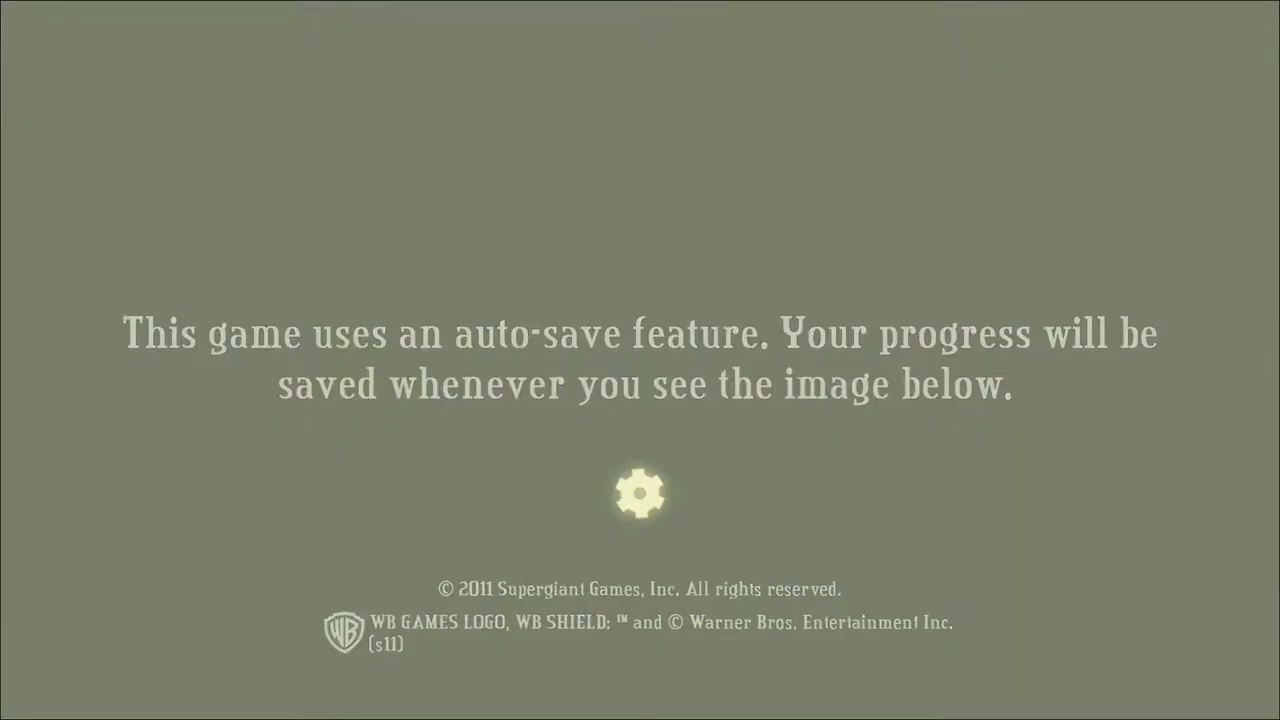 This game uses an auto-save feature. Your progress will be
saved whenever you see the image below.
© 2011 Supergiant Games, Inc. All rights reserved.
WB GAMES LOGO, WB SHIELD: ™ and © Warner Bros. Entertainment Inc.
(s11)